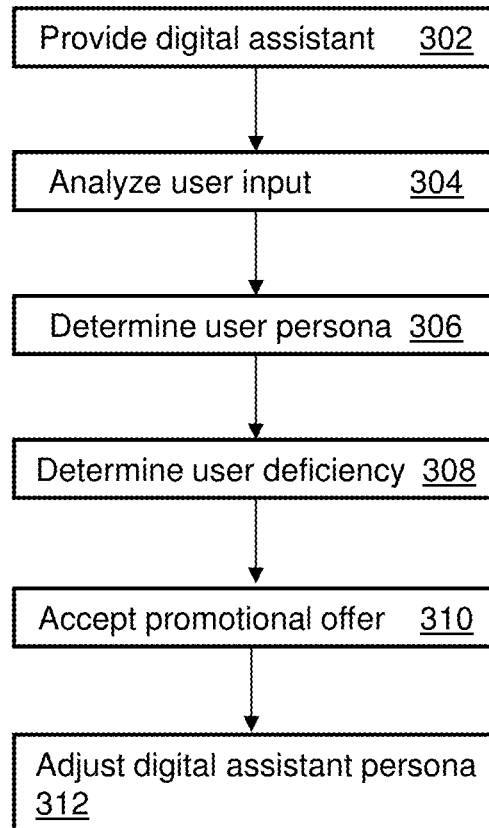 Provide digital assistant 302
Analyze user input 304
Determine user persona 306
Determine user deficiency 308
Accept promotional offer 310
Adjust digital assistant persona
312